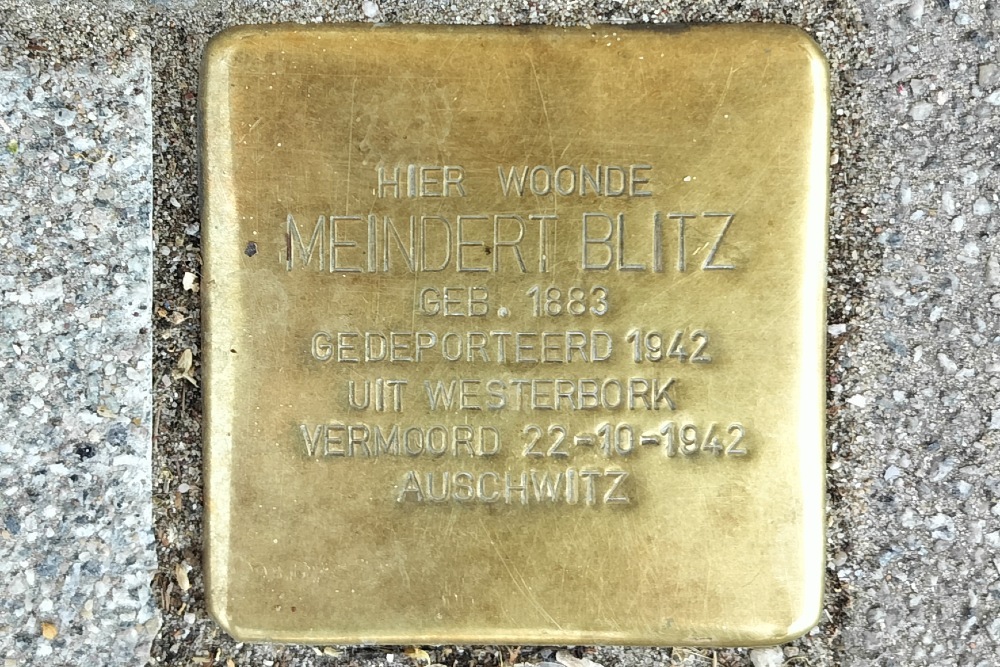 HIER WOONDE
MEINDERT BLITZ
GEB. 1883
GEDEPORTEERD 1942
UIT WESTERBORK
VERMOORD 22-10-1942
AUSCHWITZ